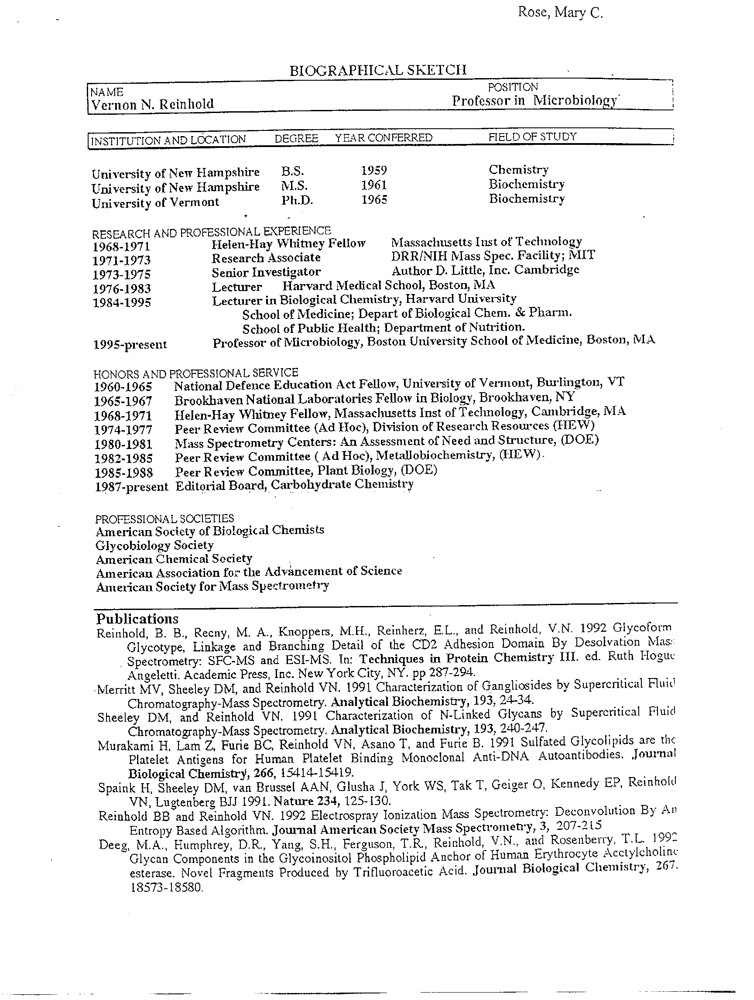 Rose, Mary C.
BIOGRAPHICAL SKETCH
NAME POSITION
Vernon N. Reinhold Professor in Microbiology
INSTITUTION AND LOCATION DEGREE YEAR CONFERRED FIELD OF STUDY
University of New Hampshire B.S. 1959 Chemistry
University of New Hampshire M.S. 1961 Biochemistry
University of Vermont Ph.D. 1965 Biochemistry
RESEARCH AND PROFESSIONAL EXPERIENCE
1968-1971 Helen-Hay Whitney Fellow Massachusetts Inst of Technology
1971-1973 Research Associate DRR/NIH Mass Spec. Facility; MIT
1973-1975 Senior Investigator Author D. Little, Inc. Cambridge
1976-1983 Lecturer Harvard Medical School, Boston, MA
1984-1995 Lecturer in Biological Chemistry, Harvard University
School of Medicine; Depart of Biological Chem. & Pharm.
School of Public Health; Department of Nutrition.
1995-present Professor of Microbiology, Boston University School of Medicine, Boston, MA
HONORS AND PROFESSIONAL SERVICE
1960-1965 National Defence Education Act Fellow, University of Vermont, Burlington, VT
1965-1967 Brookhaven National Laboratories Fellow in Biology, Brookhaven, NY
1968-1971 Helen-Hay Whitney Fellow, Massachusetts Inst of Technology, Cambridge, MA
1974-1977 Peer Review Committee (Ad Hoc), Division of Research Resources (HEW)
1980-1981 Mass Spectrometry Centers: An Assessment of Need and Structure, (DOE)
1982-1985 Peer Review Committee ( Ad Hoc), Metallobiochemistry, (HEW).
1985-1988 Peer Review Committee, Plant Biology, (DOE)
1987-present Editorial Board, Carbohydrate Chemistry
PROFESSIONAL SOCIETIES
American Society of Biological Chemists
Glycobiology Society
American Chemical Society
American Association for the Advancement of Science
American Society for Mass Spectrometry
Publications
Reinhold, B. B., Recny, M. A., Knoppers, M.H., Reinherz, E.L., and Reinhold, V.N. 1992 Glycoform
Glycotype, Linkage and Branching Detail of the CD2 Adhesion Domain By Desolvation Mass
Spectrometry: SFC-MS and ESI-MS. In: Techniques in Protein Chemistry III. ed. Ruth Hogue
Angeletti. Academic Press, Inc. New York City, NY. pp 287-294.
Merritt MV, Sheeley DM, and Reinhold VN. 1991 Characterization of Gangliosides by Supercritical Fluid
Chromatography-Mass Spectrometry. Analytical Biochemistry, 193, 24-34.
Sheeley DM, and Reinhold VN. 1991 Characterization of N-Linked Glycans by Supercritical Fluid
Chromatography-Mass Spectrometry. Analytical Biochemistry, 193, 240-247.
Murakami H, Lam Z, Furie BC, Reinhold VN, Asano T, and Furie B. 1991 Sulfated Glycolipids are the
Platelet Antigens for Human Platelet Binding Monoclonal Anti-DNA Autoantibodies. Journal
Biological Chemistry, 266, 15414-15419.
Spaink H, Sheeley DM, van Brussel AAN, Glusha J, York WS, Tak T, Geiger O, Kennedy EP, Reinhold
VN, Lugtenberg BJJ 1991. Nature 234, 125-130.
Reinhold BB and Reinhold VN. 1992 Electrospray Ionization Mass Spectrometry: Deconvolution By An
Entropy Based Algorithm. Journal American Society Mass Spectrometry, 3, 207-215
Deeg, M.A., Humphrey, D.R., Yang, S.H., Ferguson, T.R., Reinhold, V.N., and Rosenberry, T.L. 1992
Glycan Components in the Glycoinositol Phospholipid Anchor of Human Erythrocyte Acetylcholine
esterase. Novel Fragments Produced by Trifluoroacetic Acid. Journal Biological Chemistry, 267.
18573-18580.